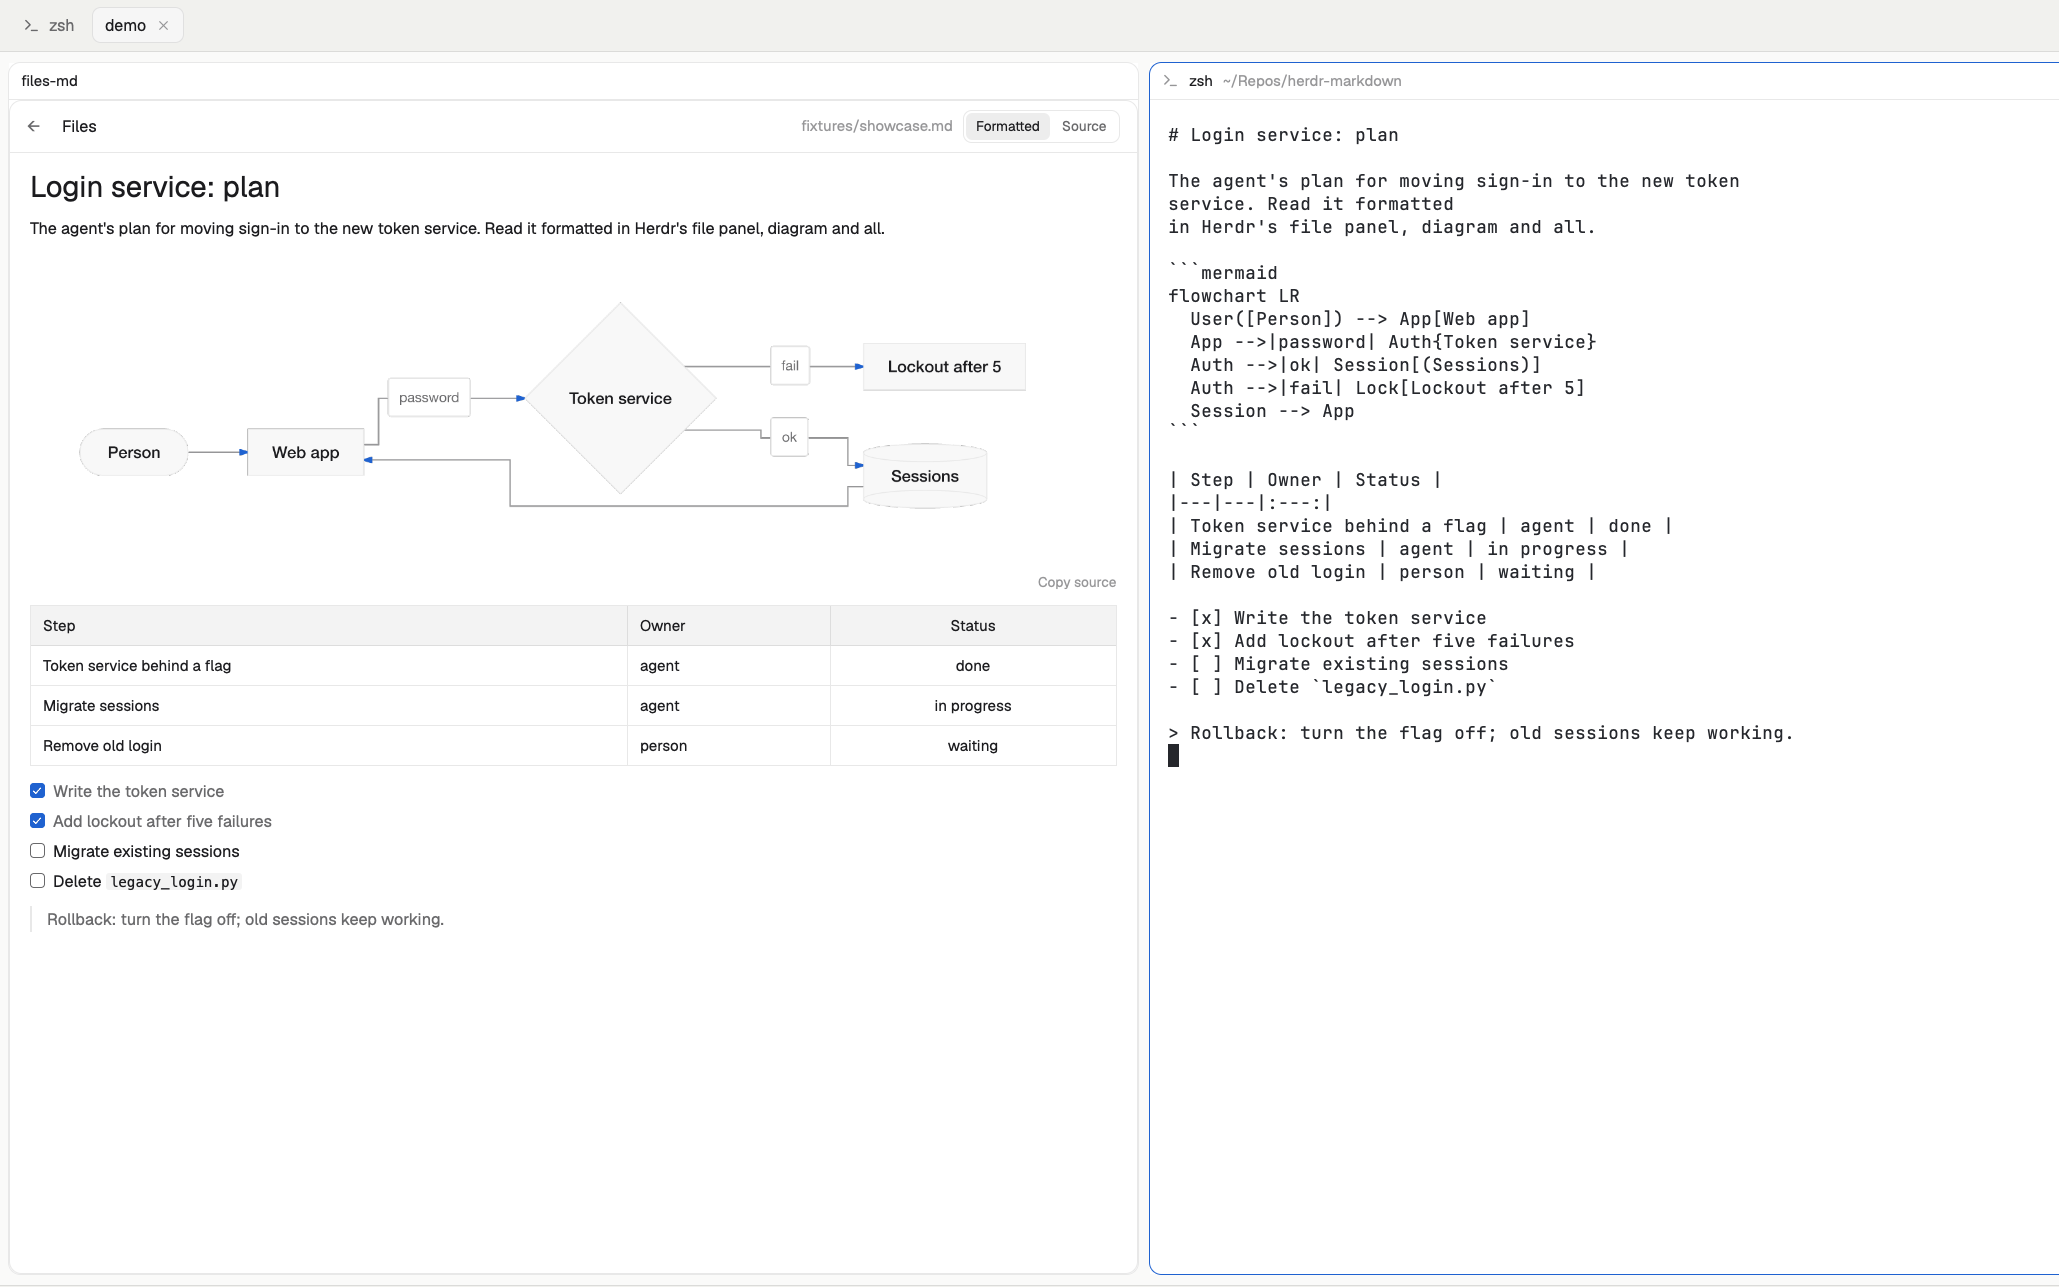 >_ zsh
demo ×
files-md
← Files
fixtures/showcase.md
Formatted
Source
Login service: plan
The agent's plan for moving sign-in to the new token service. Read it formatted in Herdr's file panel, diagram and all.
Person
Web app
password
Token service
fail
Lockout after 5
ok
Sessions
Copy source
Step Owner Status
Token service behind a flag agent done
Migrate sessions agent in progress
Remove old login person waiting
Write the token service
Add lockout after five failures
Migrate existing sessions
Delete legacy_login.py
Rollback: turn the flag off; old sessions keep working.
>_ zsh ~/Repos/herdr-markdown
# Login service: plan
The agent's plan for moving sign-in to the new token
service. Read it formatted
in Herdr's file panel, diagram and all.
```mermaid
flowchart LR
  User([Person]) --> App[Web app]
  App -->|password| Auth{Token service}
  Auth -->|ok| Session[(Sessions)]
  Auth -->|fail| Lock[Lockout after 5]
  Session --> App
```
| Step | Owner | Status |
|---|---|:---:|
| Token service behind a flag | agent | done |
| Migrate sessions | agent | in progress |
| Remove old login | person | waiting |
- [x] Write the token service
- [x] Add lockout after five failures
- [ ] Migrate existing sessions
- [ ] Delete `legacy_login.py`
> Rollback: turn the flag off; old sessions keep working.